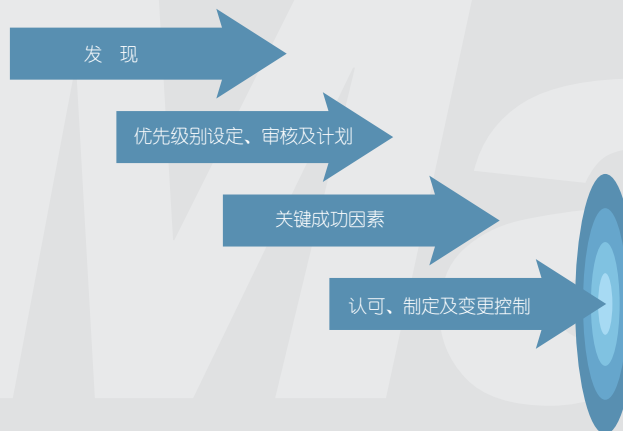 发 现
优先级别设定、审核及计划
关键成功因素
认可、制定及变更控制